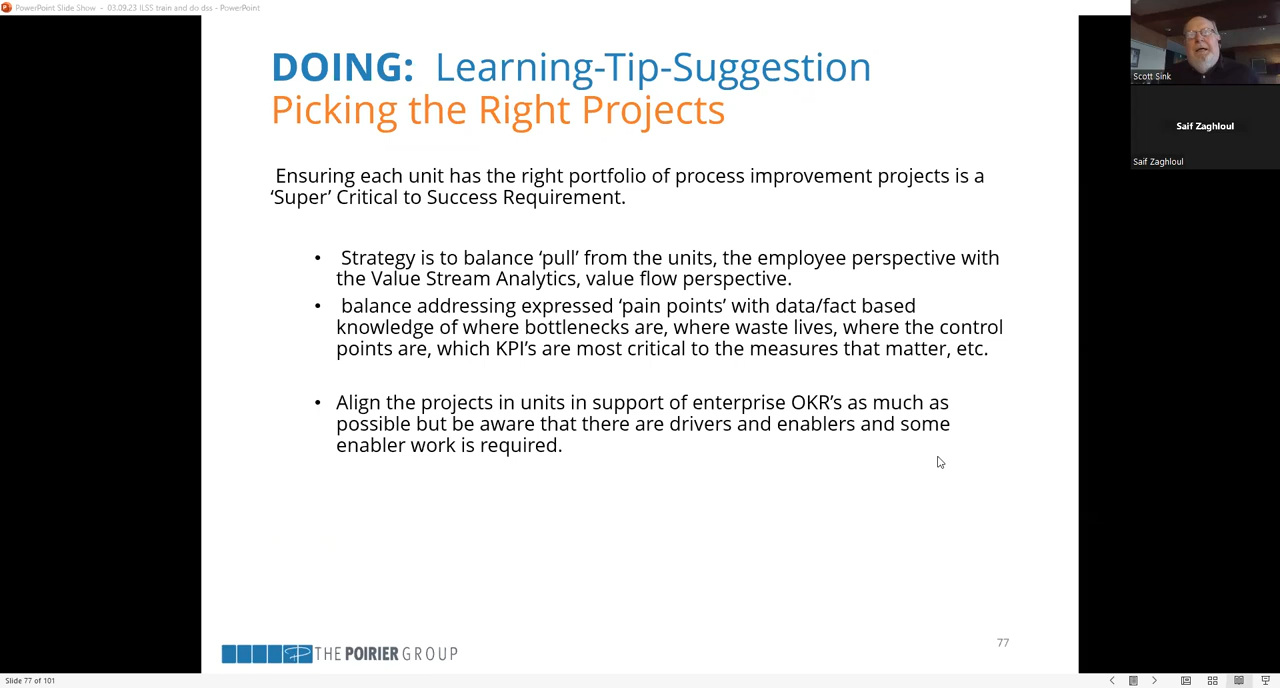 PowerPoint Slide Show - 03.09.23 ILSS train and do dss - PowerPoint
DOING: Learning-Tip-Suggestion
Picking the Right Projects
Ensuring each unit has the right portfolio of process improvement projects is a
‘Super’ Critical to Success Requirement.
• Strategy is to balance ‘pull’ from the units, the employee perspective with
the Value Stream Analytics, value flow perspective.
• balance addressing expressed ‘pain points’ with data/fact based
knowledge of where bottlenecks are, where waste lives, where the control
points are, which KPI’s are most critical to the measures that matter, etc.
• Align the projects in units in support of enterprise OKR’s as much as
possible but be aware that there are drivers and enablers and some
enabler work is required.
THE POIRIER GROUP
77
Slide 77 of 101
Scott Sink
Saif Zaghloul
Saif Zaghloul